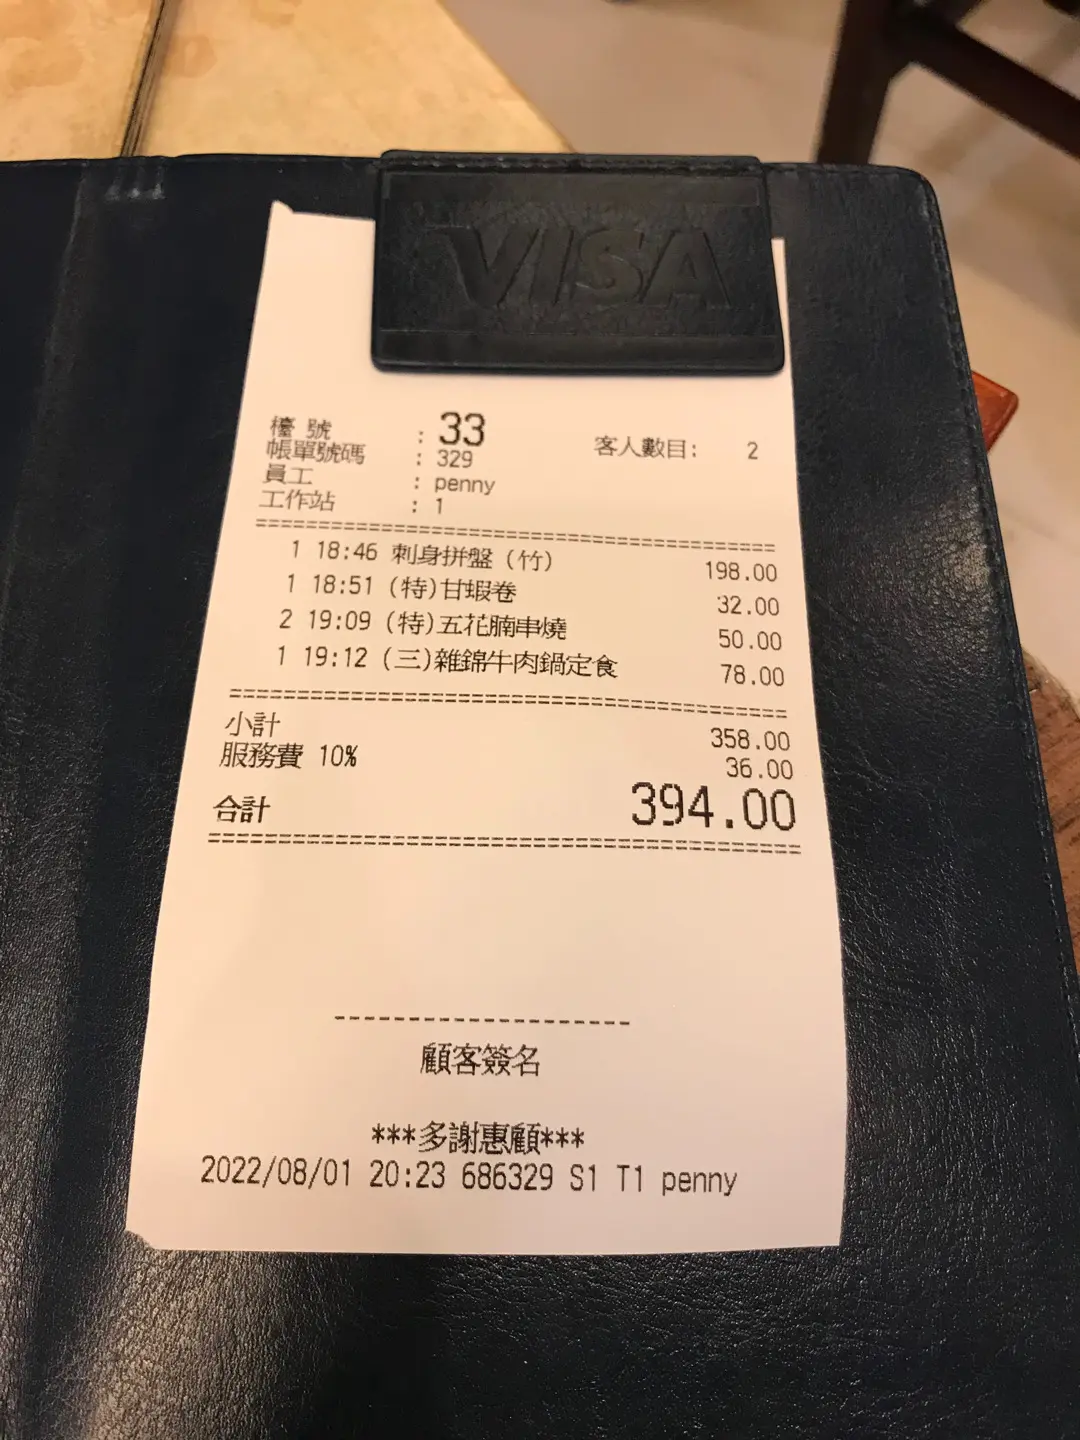 VISA
檯號 : 33 客人數目: 2
帳單號碼 : 329
員工 : penny
工作站 : 1
1 18:46 刺身拼盤 (竹) 198.00
1 18:51 (特)甘蝦卷 32.00
2 19:09 (特)五花腩串燒 50.00
1 19:12 (三)雜錦牛肉鍋定食 78.00
小計 358.00
服務費 10% 36.00
合計 394.00
顧客簽名
***多謝惠顧***
2022/08/01 20:23 686329 S1 T1 penny